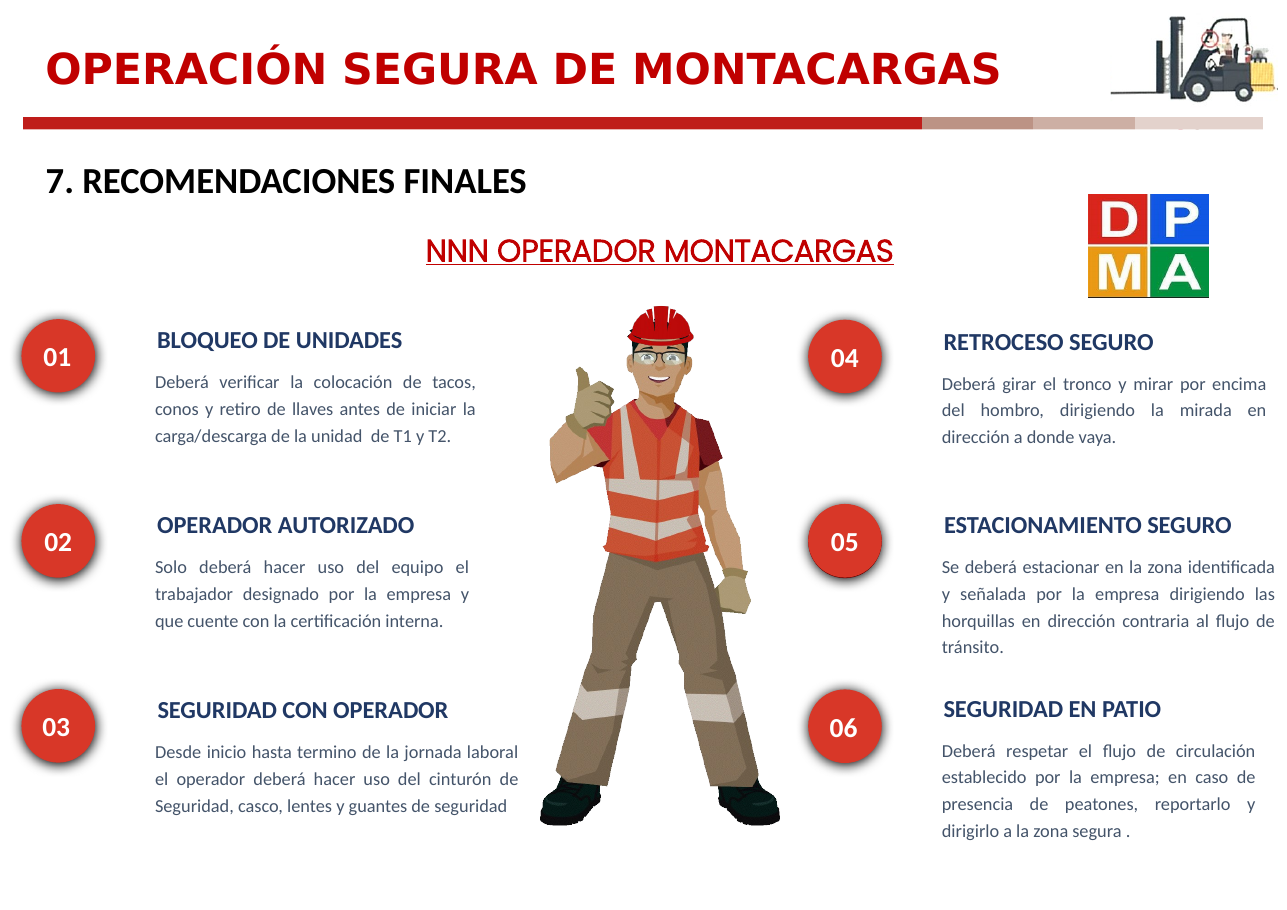 OPERACIÓN SEGURA DE MONTACARGAS
7. RECOMENDACIONES FINALES
D P
M A
NNN OPERADOR MONTACARGAS
01
BLOQUEO DE UNIDADES
Deberá verificar la colocación de tacos,
conos y retiro de llaves antes de iniciar la
carga/descarga de la unidad de T1 y T2.
02
OPERADOR AUTORIZADO
Solo deberá hacer uso del equipo el
trabajador designado por la empresa y
que cuente con la certificación interna.
03
SEGURIDAD CON OPERADOR
Desde inicio hasta termino de la jornada laboral
el operador deberá hacer uso del cinturón de
Seguridad, casco, lentes y guantes de seguridad
04
RETROCESO SEGURO
Deberá girar el tronco y mirar por encima
del hombro, dirigiendo la mirada en
dirección a donde vaya.
05
ESTACIONAMIENTO SEGURO
Se deberá estacionar en la zona identificada
y señalada por la empresa dirigiendo las
horquillas en dirección contraria al flujo de
tránsito.
06
SEGURIDAD EN PATIO
Deberá respetar el flujo de circulación
establecido por la empresa; en caso de
presencia de peatones, reportarlo y
dirigirlo a la zona segura .